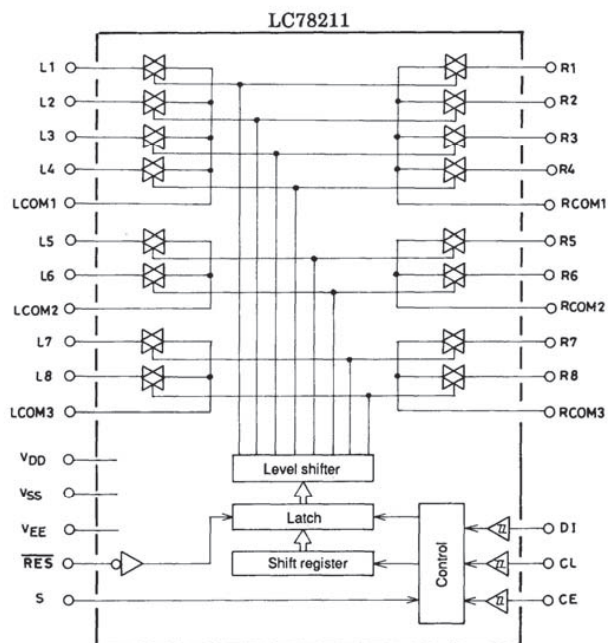 LC78211
L1
R1
L2
R2
L3
R3
L4
R4
LCOM1
RCOM1
L5
R5
L6
R6
LCOM2
RCOM2
L7
R7
L8
R8
LCOM3
RCOM3
VDD
Level shifter
VSS
Latch
VEE
DI
RES
Shift register
Control
CL
S
CE